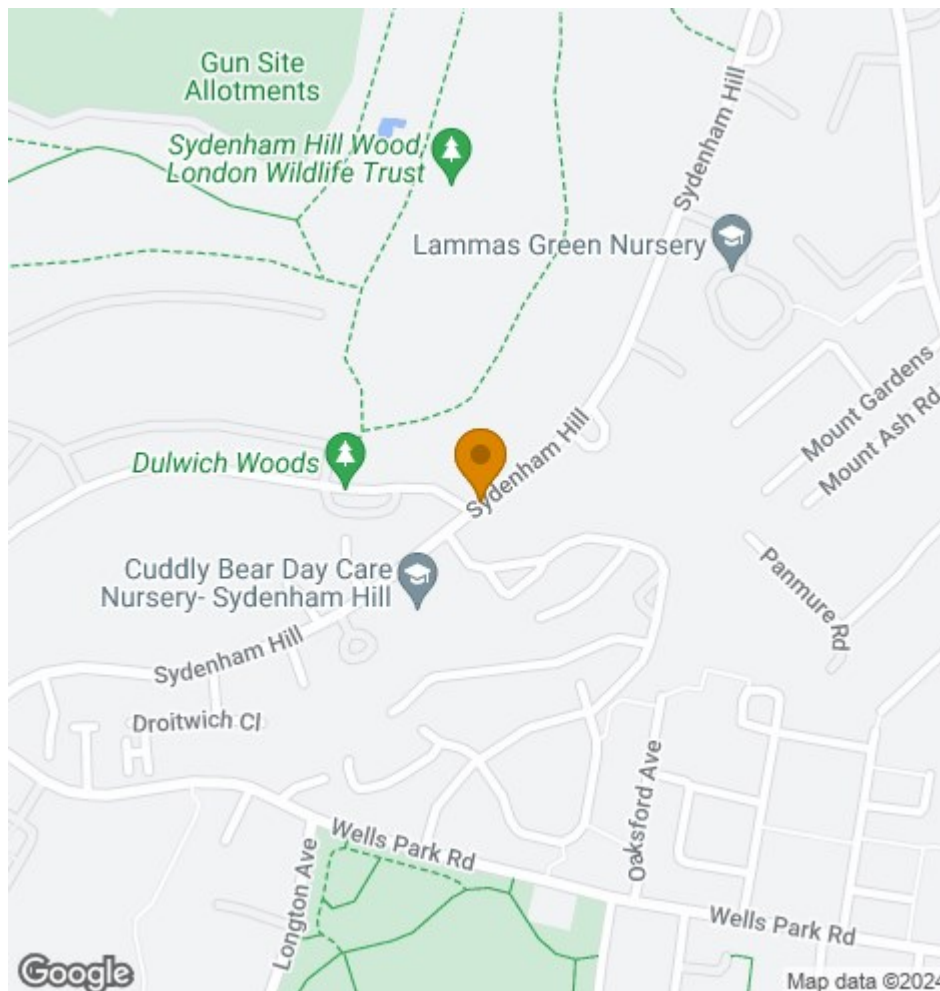 Gun Site
Allotments
Sydenham Hill Wood,
London Wildlife Trust
Sydenham Hill
Lammas Green Nursery
Mount Gardens
Mount Ash Rd
Dulwich Woods
Sydenham Hill
Cuddly Bear Day Care
Nursery- Sydenham Hill
Panmure Rd
Sydenham Hill
Droitwich Cl
Oaksford Ave
Wells Park Rd
Longton Ave
Wells Park Rd
Google
Map data ©2024